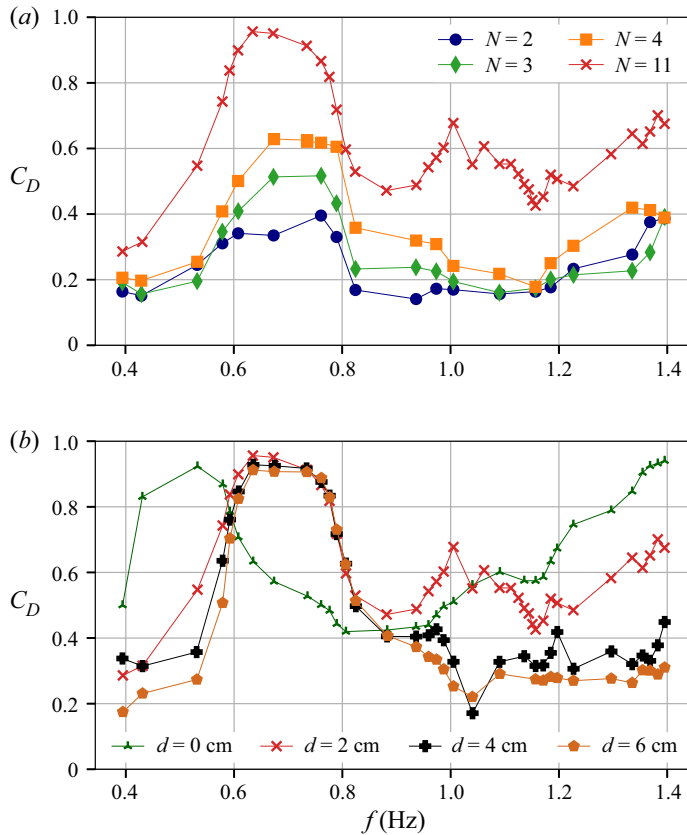 (a)
1.0
0.8
0.6
0.4
0.2
0
C_D
N = 2
N = 4
N = 3
N = 11
0.4 0.6 0.8 1.0 1.2 1.4
(b)
1.0
0.8
0.6
0.4
0.2
0
C_D
d = 0 cm d = 2 cm d = 4 cm d = 6 cm
0.4 0.6 0.8 1.0 1.2 1.4
f (Hz)